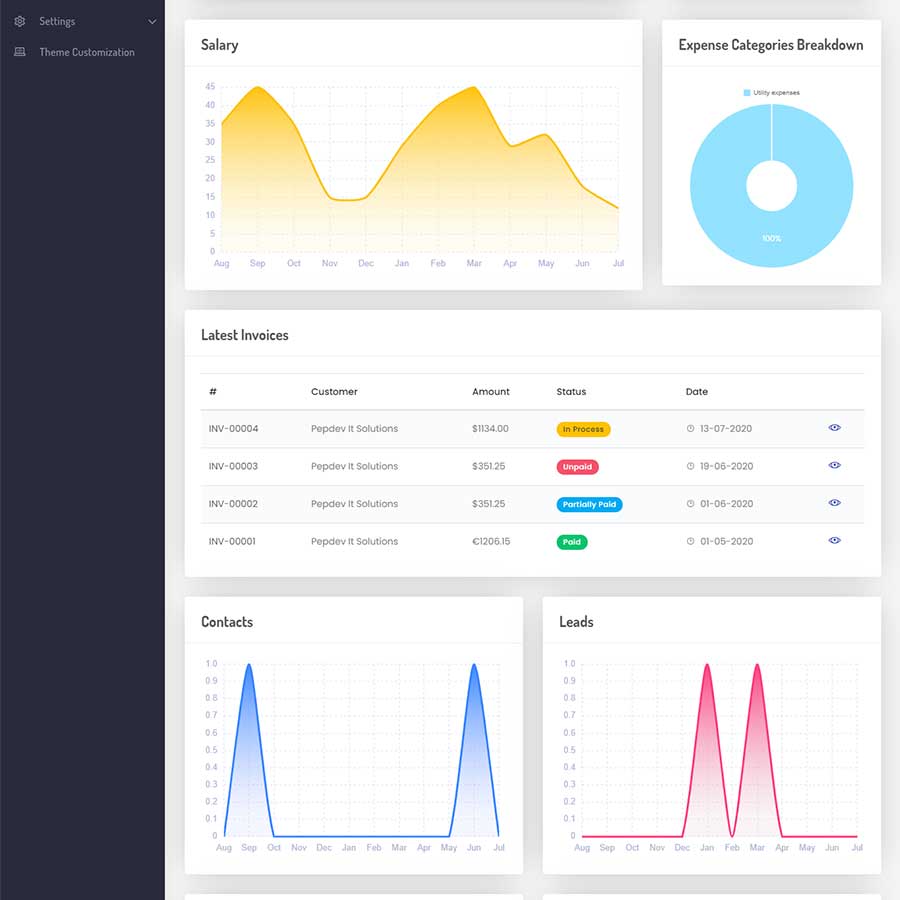 Settings
Theme Customization
Salary
45
40
35
30
25
20
15
10
5
0
Aug Sep Oct Nov Dec Jan Feb Mar Apr May Jun Jul
Expense Categories Breakdown
Utility expenses
100%
Latest Invoices
# Customer Amount Status Date
INV-00004 Pepdev It Solutions $1134.00 In Process 13-07-2020
INV-00003 Pepdev It Solutions $351.25 Unpaid 19-06-2020
INV-00002 Pepdev It Solutions $351.25 Partially Paid 01-06-2020
INV-00001 Pepdev It Solutions €1206.15 Paid 01-05-2020
Contacts
1.0
0.9
0.8
0.7
0.6
0.5
0.4
0.3
0.2
0.1
0
Aug Sep Oct Nov Dec Jan Feb Mar Apr May Jun Jul
Leads
1.0
0.9
0.8
0.7
0.6
0.5
0.4
0.3
0.2
0.1
0
Aug Sep Oct Nov Dec Jan Feb Mar Apr May Jun Jul